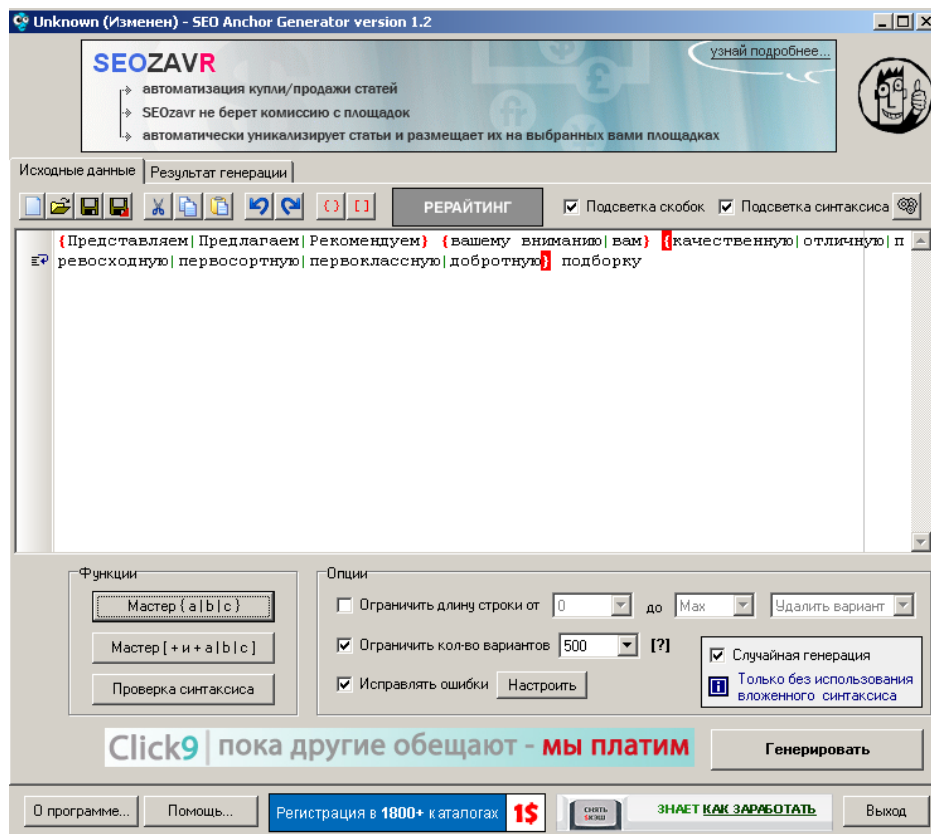 Unknown (Изменен) - SEO Anchor Generator version 1.2
SEOZAVR
узнай подробнее...
автоматизация купли/продажи статей
SEOzavr не берет комиссию с площадок
автоматически уникализирует статьи и размещает их на выбранных вами площадках
Исходные данные Результат генерации
{} [] РЕРАЙТИНГ Подсветка скобок Подсветка синтаксиса
{Представляем|Предлагаем|Рекомендуем} {вашему вниманию|вам} {качественную|отличную|п
ревосходную|первосортную|первоклассную|добротную} подборку
Функции
Мастер { a | b | c }
Мастер [ + и + a | b | c ]
Проверка синтаксиса
Опции
Ограничить длину строки от 0 до Max Удалить вариант
Ограничить кол-во вариантов 500 [?]
Исправлять ошибки Настроить
Случайная генерация
Только без использования
вложенного синтаксиса
Click9 | пока другие обещают - мы платим
Генерировать
О программе... Помощь... Регистрация в 1800+ каталогах 1$ СНЯТЬ КЭШ ЗНАЕТ КАК ЗАРАБОТАТЬ Выход